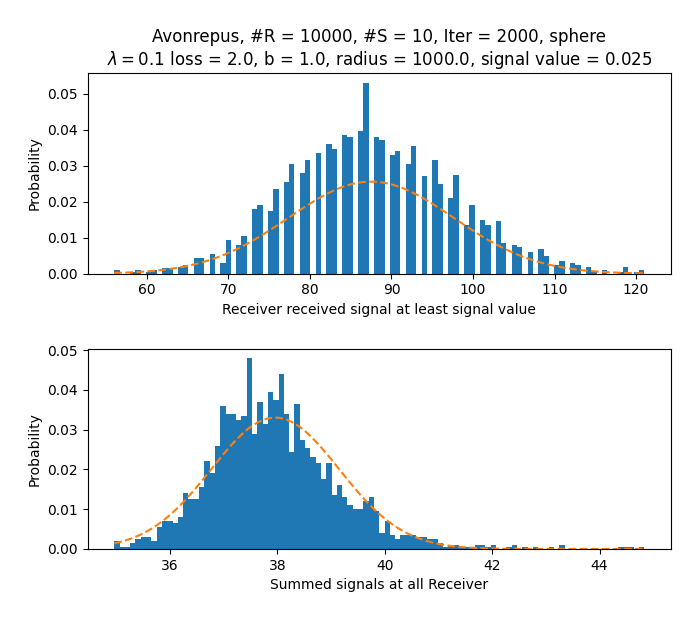 Avonrepus, #R = 10000, #S = 10, Iter = 2000, sphere
λ = 0.1 loss = 2.0, b = 1.0, radius = 1000.0, signal value = 0.025
0.05
0.04
0.03
0.02
0.01
0.00
Probability
60 70 80 90 100 110 120
Receiver received signal at least signal value
0.05
0.04
0.03
0.02
0.01
0.00
Probability
36 38 40 42 44
Summed signals at all Receiver